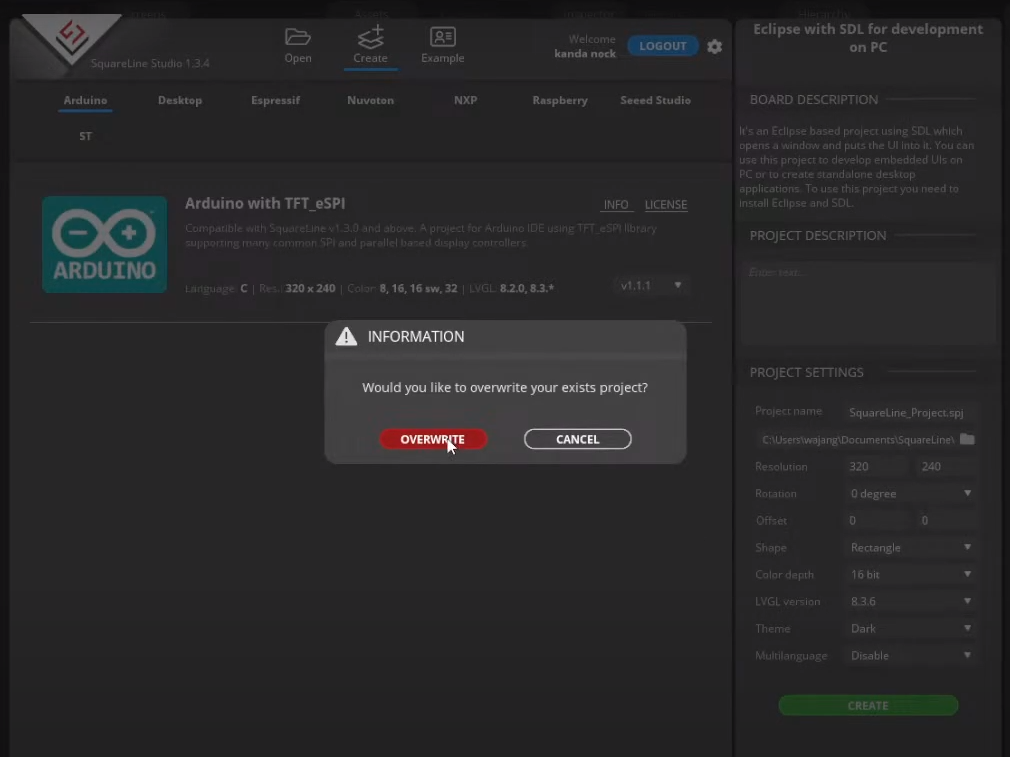 SquareLine Studio 1.3.4
Open
Create
Example
Welcome
kanda nock
LOGOUT
Arduino
Desktop
Espressif
Nuvoton
NXP
Raspberry
Seeed Studio
ST
Arduino with TFT_eSPI
INFO
LICENSE
Compatible with SquareLine v1.3.0 and above. A project for Arduino IDE using TFT_eSPI library
supporting many common SPI and parallel based display controllers.
Language: C | Res.: 320 x 240 | Color: 8, 16, 16 sw, 32 | LVGL: 8.2.0, 8.3.*
v1.1.1
ARDUINO
INFORMATION
Would you like to overwrite your exists project?
OVERWRITE
CANCEL
Eclipse with SDL for development
on PC
BOARD DESCRIPTION
It's an Eclipse based project using SDL which
opens a window and puts the UI into it. You can
use this project to develop embedded UIs on
PC or to create standalone desktop
applications. To use this project you need to
install Eclipse and SDL.
PROJECT DESCRIPTION
Enter text...
PROJECT SETTINGS
Project name SquareLine_Project.spj
C:\Users\wajang\Documents\SquareLine\
Resolution 320 240
Rotation 0 degree
Offset 0 0
Shape Rectangle
Color depth 16 bit
LVGL version 8.3.6
Theme Dark
Multilanguage Disable
CREATE